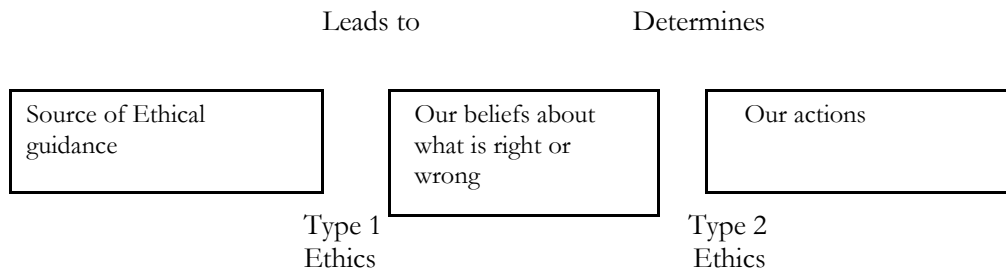 Leads to
Determines
Source of Ethical
guidance
Our beliefs about
what is right or
wrong
Our actions
Type 1
Ethics
Type 2
Ethics